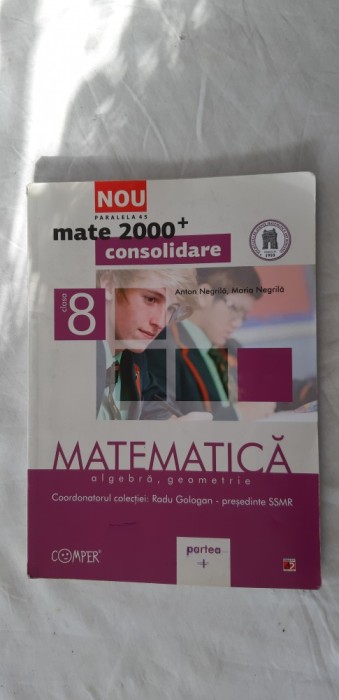 NOU
PARALELA 45
mate 2000+
consolidare
Anton Negrilă, Maria Negrilă
clasa
8
MATEMATICĂ
algebră, geometrie
Coordonatorul colecției: Radu Gologan - președinte SSMR
COMPER
partea